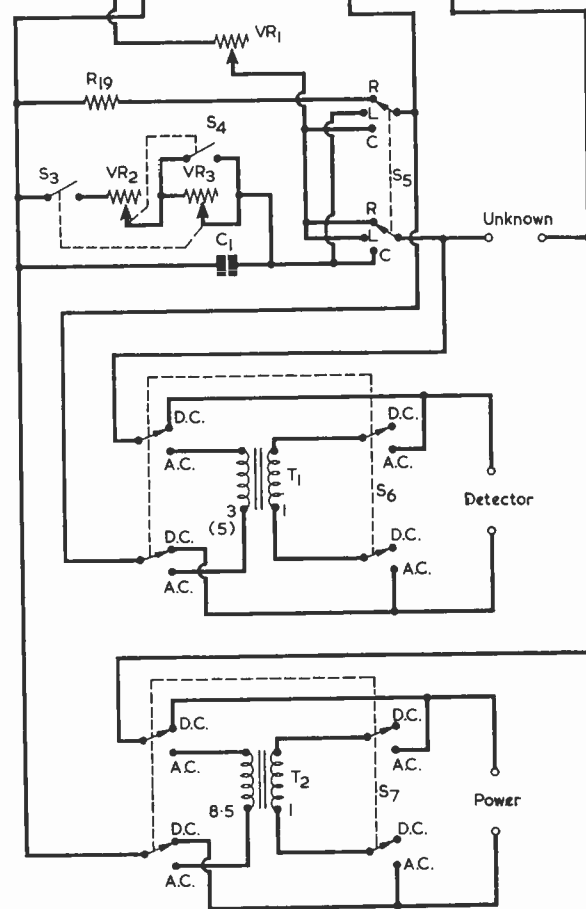 VR1
R19
R
L
C
S4
S3
VR2
VR3
S5
R
L
C
Unknown
C1
D.C.
A.C.
D.C.
A.C.
T1
3
(5)
1
S6
Detector
D.C.
A.C.
D.C.
A.C.
D.C.
A.C.
D.C.
A.C.
T2
8·5
1
S7
Power
D.C.
A.C.
D.C.
A.C.